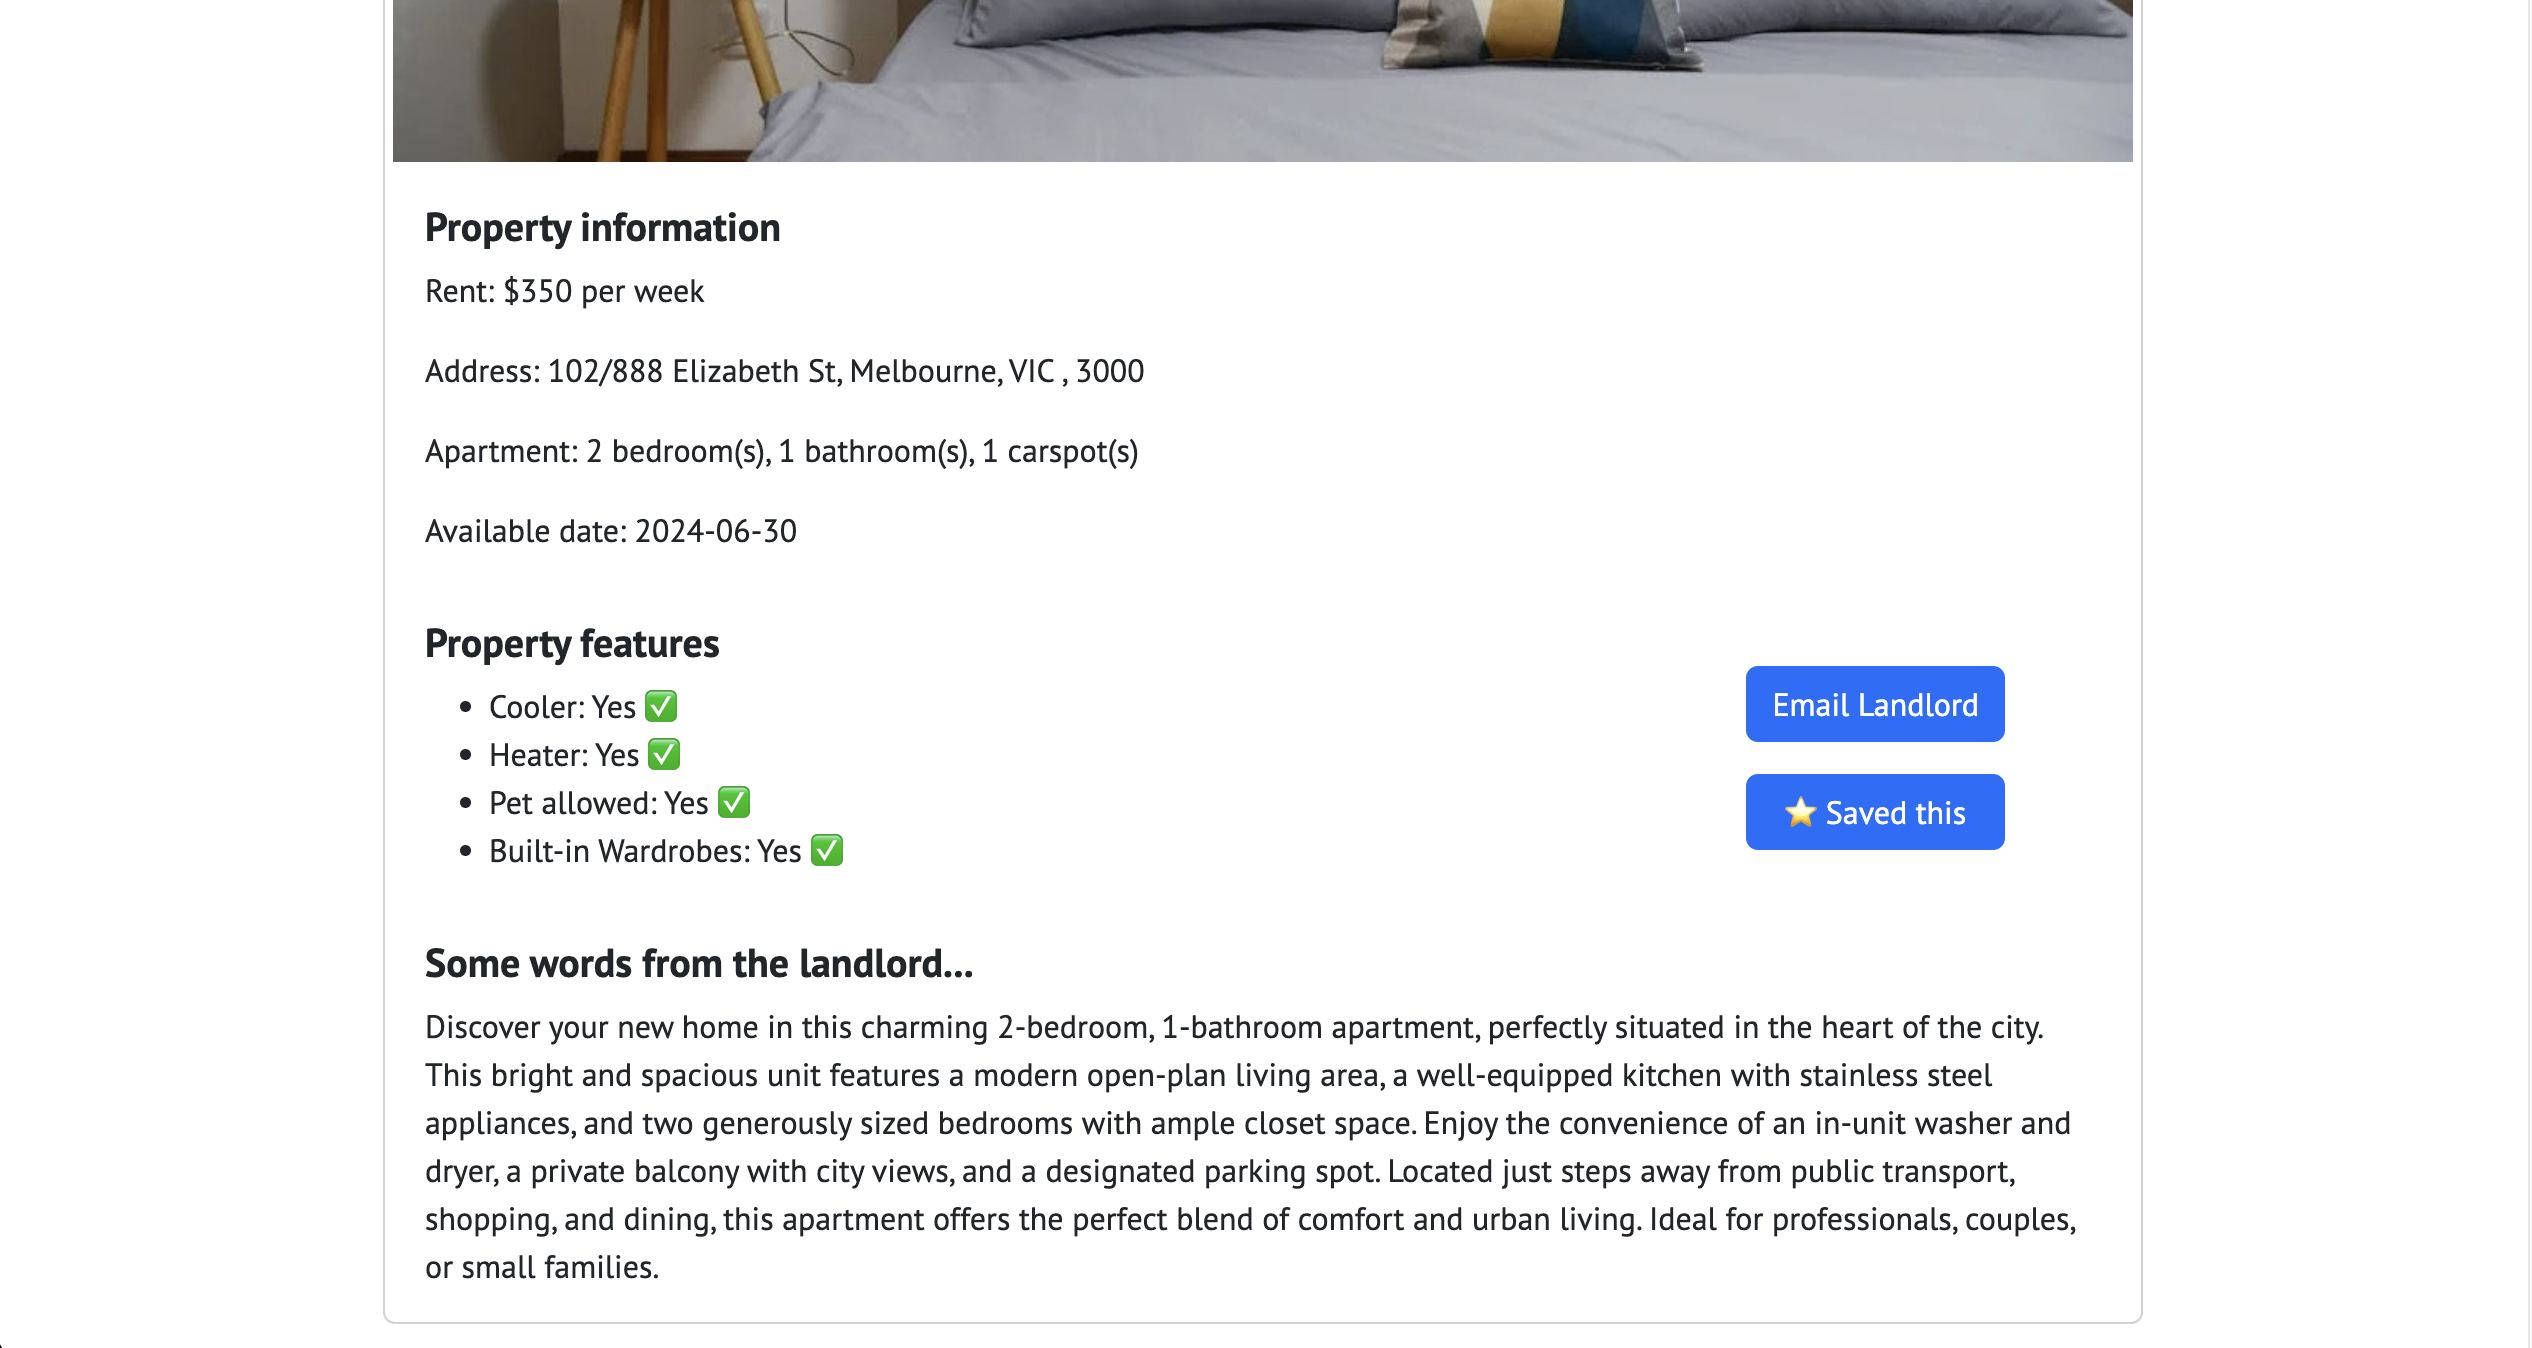 Property information
Rent: $350 per week
Address: 102/888 Elizabeth St, Melbourne, VIC , 3000
Apartment: 2 bedroom(s), 1 bathroom(s), 1 carspot(s)
Available date: 2024-06-30
Property features
• Cooler: Yes ✅
• Heater: Yes ✅
• Pet allowed: Yes ✅
• Built-in Wardrobes: Yes ✅
Email Landlord
⭐ Saved this
Some words from the landlord...
Discover your new home in this charming 2-bedroom, 1-bathroom apartment, perfectly situated in the heart of the city.
This bright and spacious unit features a modern open-plan living area, a well-equipped kitchen with stainless steel
appliances, and two generously sized bedrooms with ample closet space. Enjoy the convenience of an in-unit washer and
dryer, a private balcony with city views, and a designated parking spot. Located just steps away from public transport,
shopping, and dining, this apartment offers the perfect blend of comfort and urban living. Ideal for professionals, couples,
or small families.